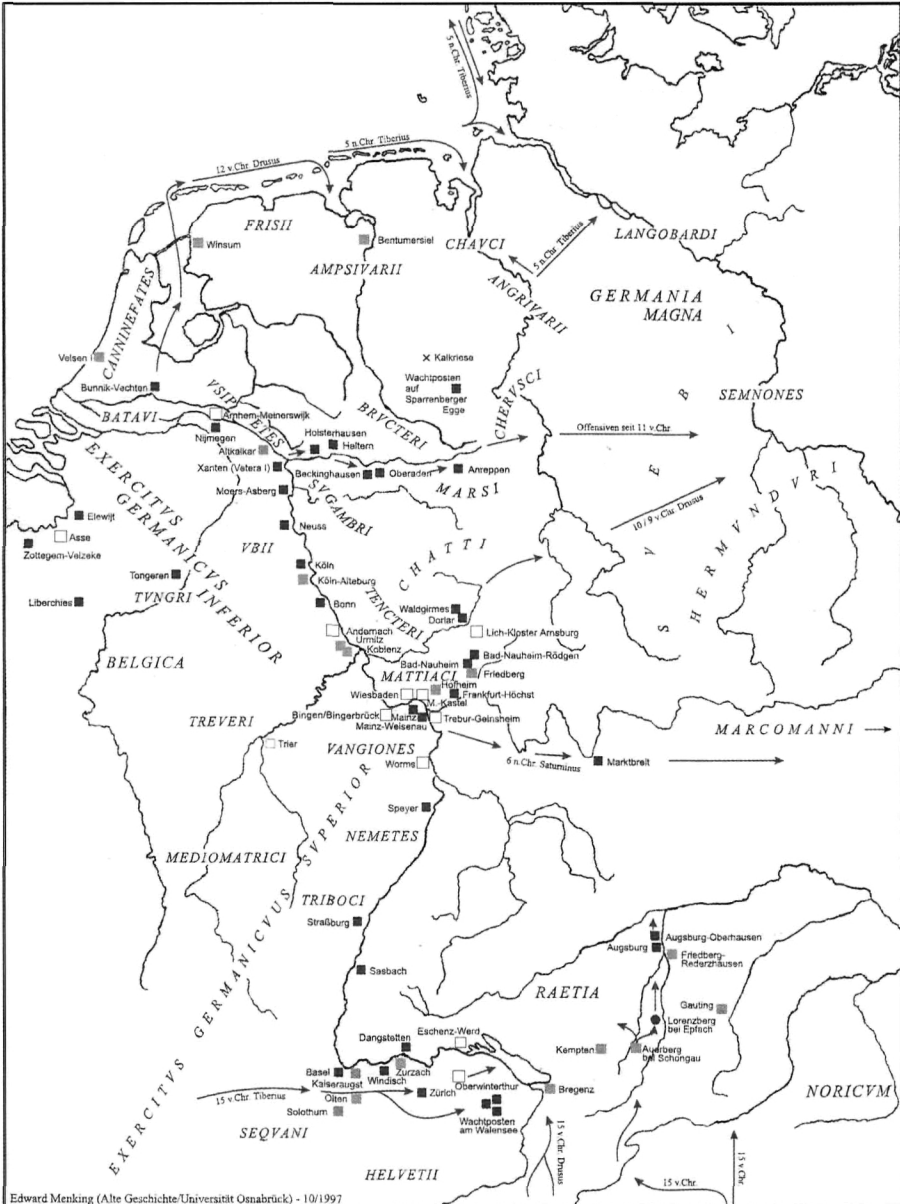 5 n.Chr. Tiberius
12 v.Chr. Drusus
5 n.Chr. Tiberius
FRISII
Winsum
Bentumersiel
CHAVCI
LANGOBARDI
AMPSIVARII
5 n.Chr Tiberius
ANGRIVARII
GERMANIA
MAGNA
CANNINEFATES
Velsen I
Kalkriese
Wachtposten
auf
Sparrenberger
Egge
Bunnik-Vechten
CHERVSCI
SEMNONES
BATAVI
VSIPETES
Arnhem-Meinerswijk
BRVCTERI
Nijmegen
Holsterhausen
Haltern
Offensiven seit 11 v.Chr
Altkalkar
Xanten (Vetera I)
Beckinghausen
Oberaden
Anreppen
MARSI
SVEBI
EXERCITVS
GERMANICVS
INFERIOR
Moers-Asberg
SVGAMBRI
Elewijt
Asse
Neuss
VBII
10 / 9 v.Chr Drusus
HERMVNDVRI
Zottegem-Velzeke
CHATTI
Tongeren
Köln
Köln-Alteburg
TVNGRI
Liberchies
Bonn
TENCTERI
Waldgirmes
Dorlar
Andernach
Lich-Kloster Arnsburg
Urmitz
Koblenz
BELGICA
Bad-Nauheim-Rödgen
Bad-Nauheim
Friedberg
MATTIACI
Hofheim
Wiesbaden
Frankfurt-Höchst
M.-Kastel
Bingen/Bingerbrück
Mainz
Mainz-Weisenau
Trebur-Geinsheim
TREVERI
MARCOMANNI
Trier
VANGIONES
6 n.Chr. Saturninus
Marktbreit
Worms
Speyer
NEMETES
MEDIOMATRICI
EXERCITVS GERMANICVS SVPERIOR
TRIBOCI
Straßburg
Augsburg-Oberhausen
Augsburg
Friedberg-
Rederzhausen
Sasbach
RAETIA
Gauting
Lorenzberg
bei Epfach
Dangstetten
Eschenz-Werd
Kempten
Auerberg
bei Schongau
Basel
Kaiseraugst
Windisch
Zurzach
Oberwinterthur
Bregenz
NORICVM
15 v.Chr Tiberius
Olten
Zürich
Solothurn
Wachtposten
am Walensee
SEQVANI
15 v.Chr. Drusus
HELVETII
15 v.Chr.
15 v.Chr
Edward Menking (Alte Geschichte/Universität Osnabrück) - 10/1997